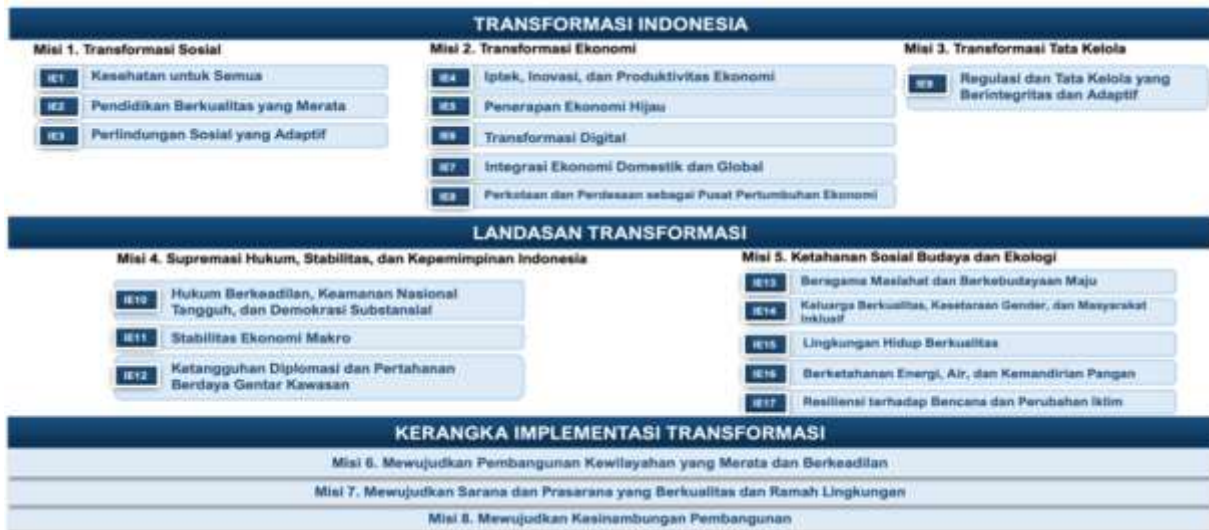 TRANSFORMASI INDONESIA
Misi 1. Transformasi Sosial
IE1 Kesehatan untuk Semua
IE2 Pendidikan Berkualitas yang Merata
IE3 Perlindungan Sosial yang Adaptif
Misi 2. Transformasi Ekonomi
IE4 Iptek, Inovasi, dan Produktivitas Ekonomi
IE5 Penerapan Ekonomi Hijau
IE6 Transformasi Digital
IE7 Integrasi Ekonomi Domestik dan Global
IE8 Perkotaan dan Perdesaan sebagai Pusat Pertumbuhan Ekonomi
Misi 3. Transformasi Tata Kelola
IE9 Regulasi dan Tata Kelola yang
Berintegritas dan Adaptif
LANDASAN TRANSFORMASI
Misi 4. Supremasi Hukum, Stabilitas, dan Kepemimpinan Indonesia
IE10 Hukum Berkeadilan, Keamanan Nasional
Tangguh, dan Demokrasi Substansial
IE11 Stabilitas Ekonomi Makro
IE12 Ketangguhan Diplomasi dan Pertahanan
Berdaya Gentar Kawasan
Misi 5. Ketahanan Sosial Budaya dan Ekologi
IE13 Beragama Maslahat dan Berkebudayaan Maju
IE14 Keluarga Berkualitas, Kesetaraan Gender, dan Masyarakat
Inklusif
IE15 Lingkungan Hidup Berkualitas
IE16 Berketahanan Energi, Air, dan Kemandirian Pangan
IE17 Resiliensi terhadap Bencana dan Perubahan Iklim
KERANGKA IMPLEMENTASI TRANSFORMASI
Misi 6. Mewujudkan Pembangunan Kewilayahan yang Merata dan Berkeadilan
Misi 7. Mewujudkan Sarana dan Prasarana yang Berkualitas dan Ramah Lingkungan
Misi 8. Mewujudkan Kesinambungan Pembangunan